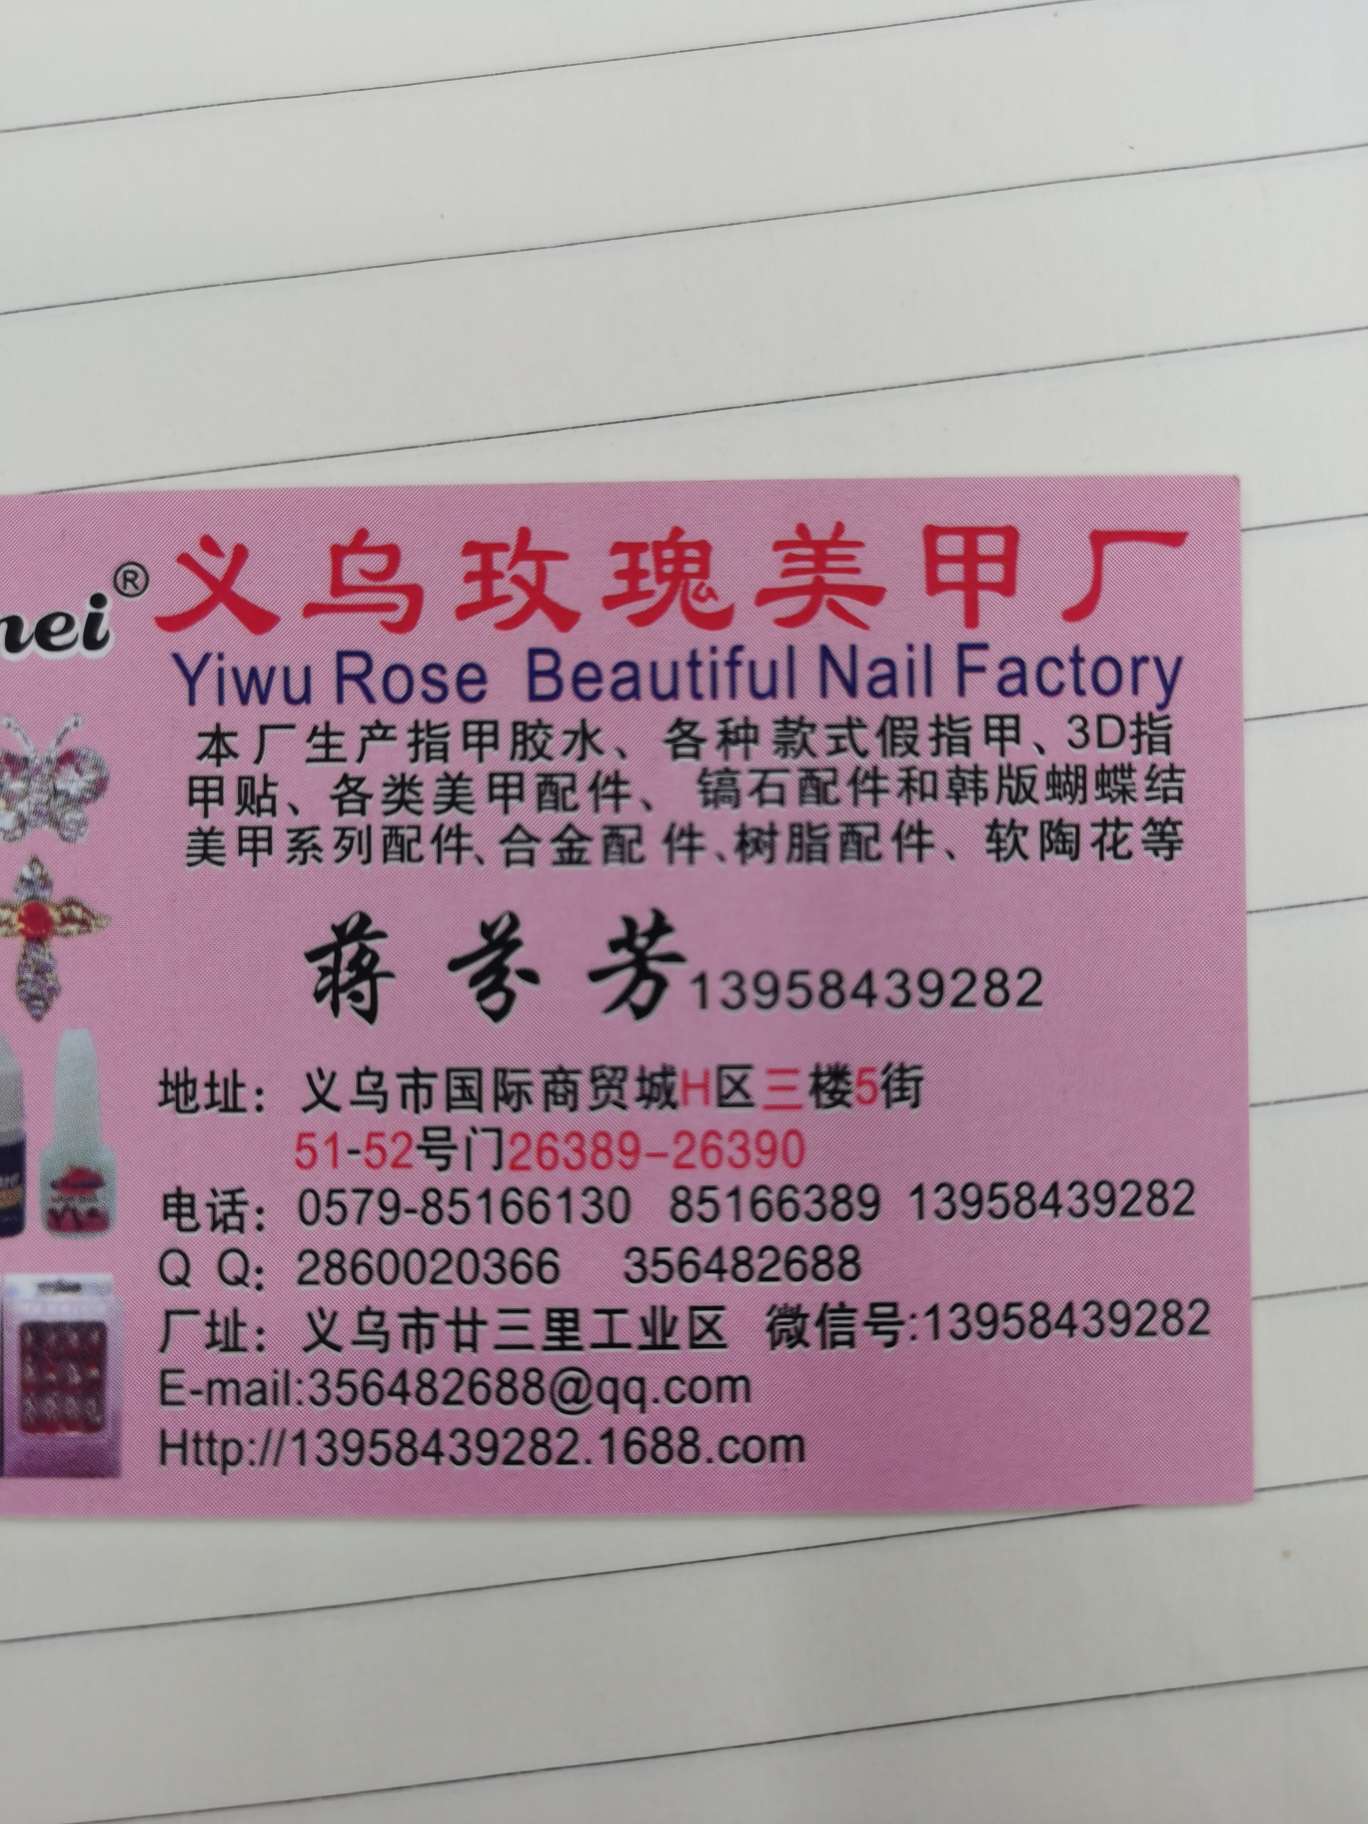 nei®
义乌玫瑰美甲厂
Yiwu Rose Beautiful Nail Factory
本厂生产指甲胶水、各种款式假指甲、3D指
甲贴、各类美甲配件、镐石配件和韩版蝴蝶结
美甲系列配件、合金配件、树脂配件、软陶花等
蒋芬芳13958439282
地址：义乌市国际商贸城H区三楼5街
51-52号门26389-26390
电话：0579-85166130 85166389 13958439282
QQ：2860020366 356482688
厂址：义乌市廿三里工业区 微信号:13958439282
E-mail:356482688@qq.com
Http://13958439282.1688.com